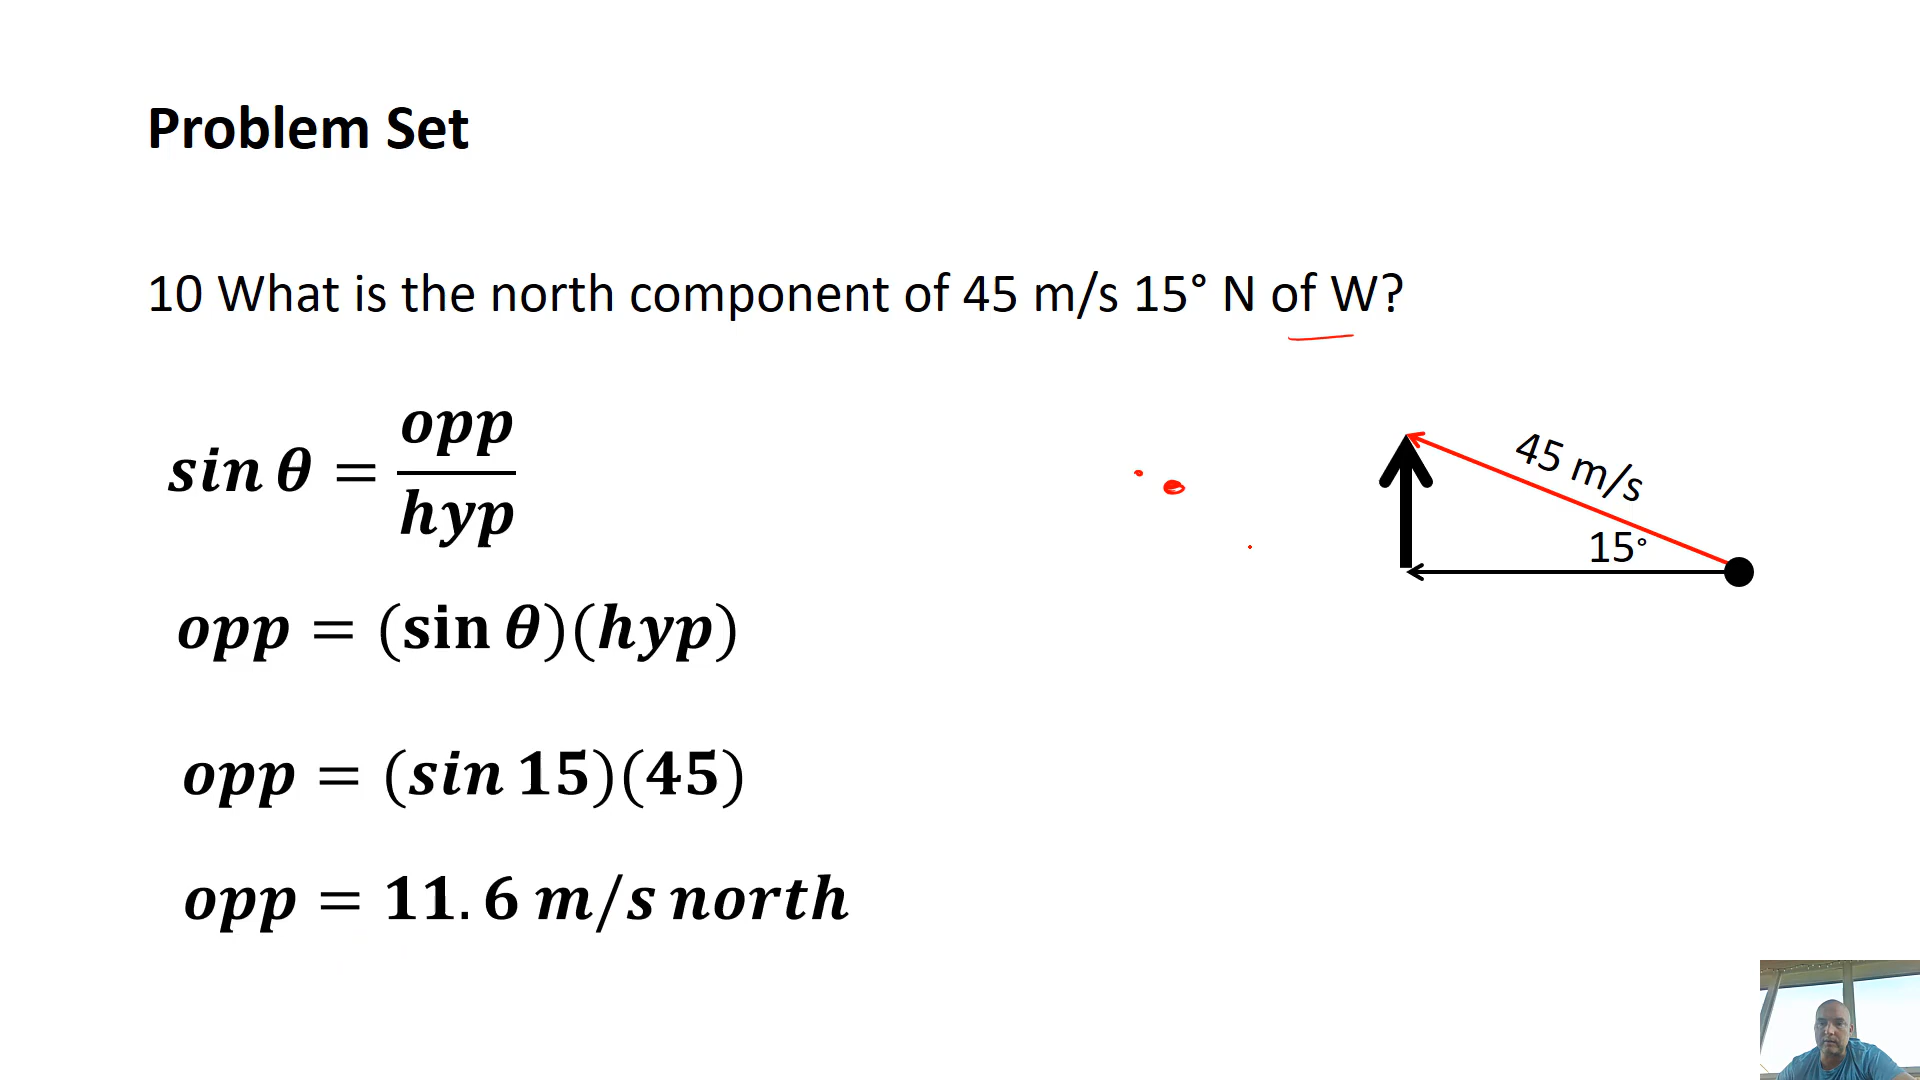 Problem Set
10 What is the north component of 45 m/s 15° N of W?
sin θ = opp/hyp
opp = (sin θ)(hyp)
opp = (sin 15)(45)
opp = 11.6 m/s north
45 m/s
15°